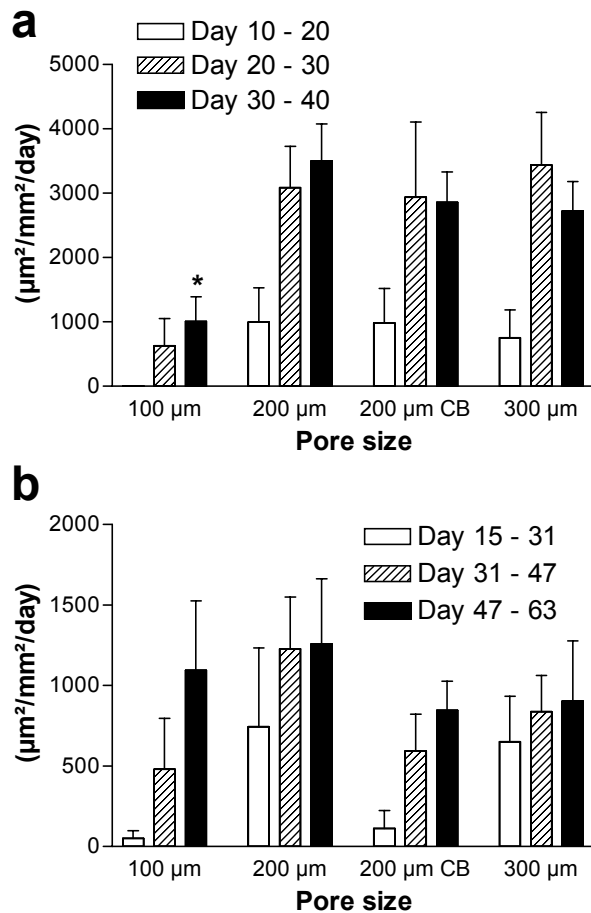 a
Day 10 - 20
Day 20 - 30
Day 30 - 40
(µm²/mm²/day)
5000
4000
3000
2000
1000
0
*
100 µm 200 µm 200 µm CB 300 µm
Pore size
b
Day 15 - 31
Day 31 - 47
Day 47 - 63
(µm²/mm²/day)
2000
1500
1000
500
0
100 µm 200 µm 200 µm CB 300 µm
Pore size